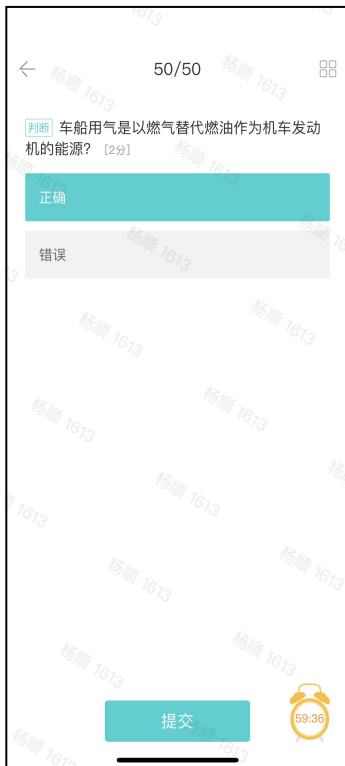 50/50
判断 车船用气是以燃气替代燃油作为机车发动
机的能源? [2分]
正确
错误
提交
59:36
杨顺 1613